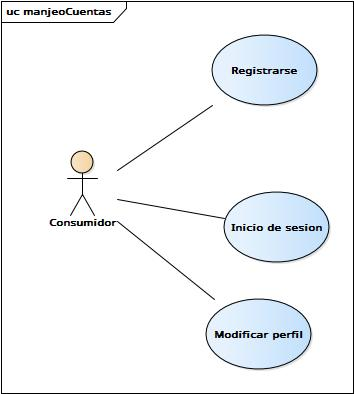 uc manjeoCuentas
Registrarse
Consumidor
Inicio de sesion
Modificar perfil